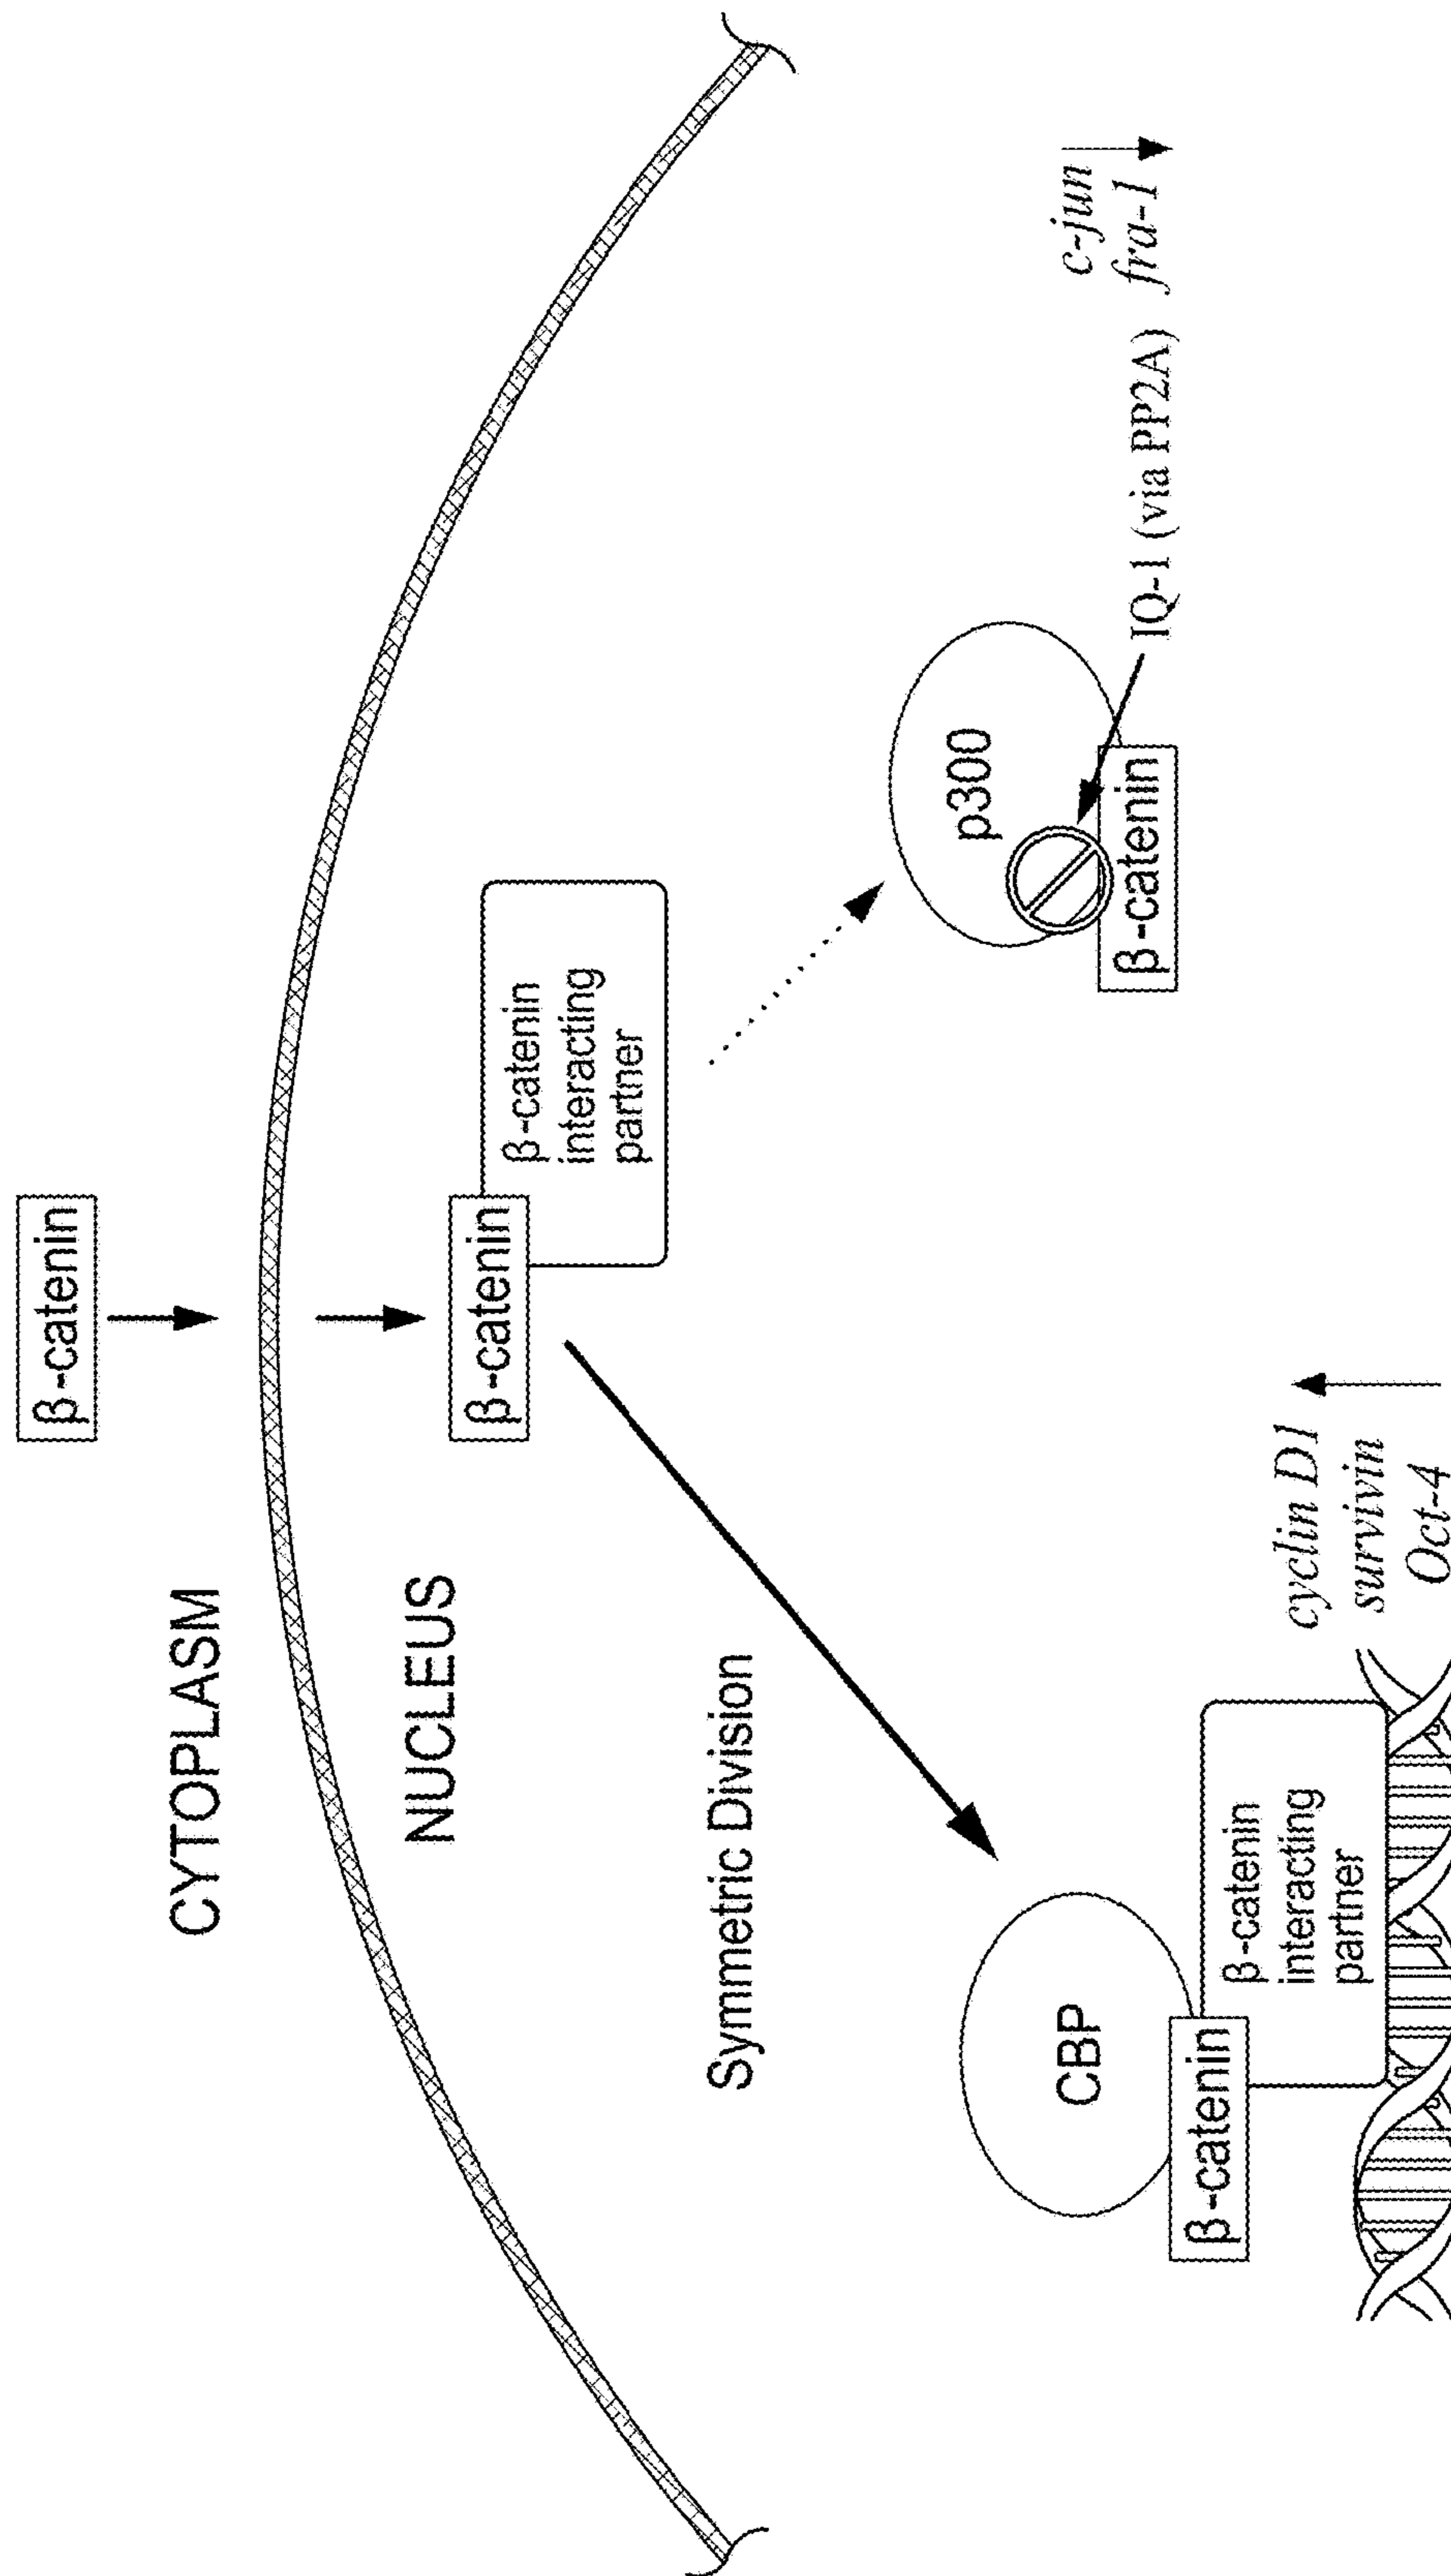 β-catenin
CYTOPLASM
NUCLEUS
β-catenin
β-catenin
interacting
partner
Symmetric Division
CBP
β-catenin
β-catenin
interacting
partner
cyclin D1
survivin
Oct-4
p300
β-catenin
IQ-1 (via PP2A)
c-jun
fra-1